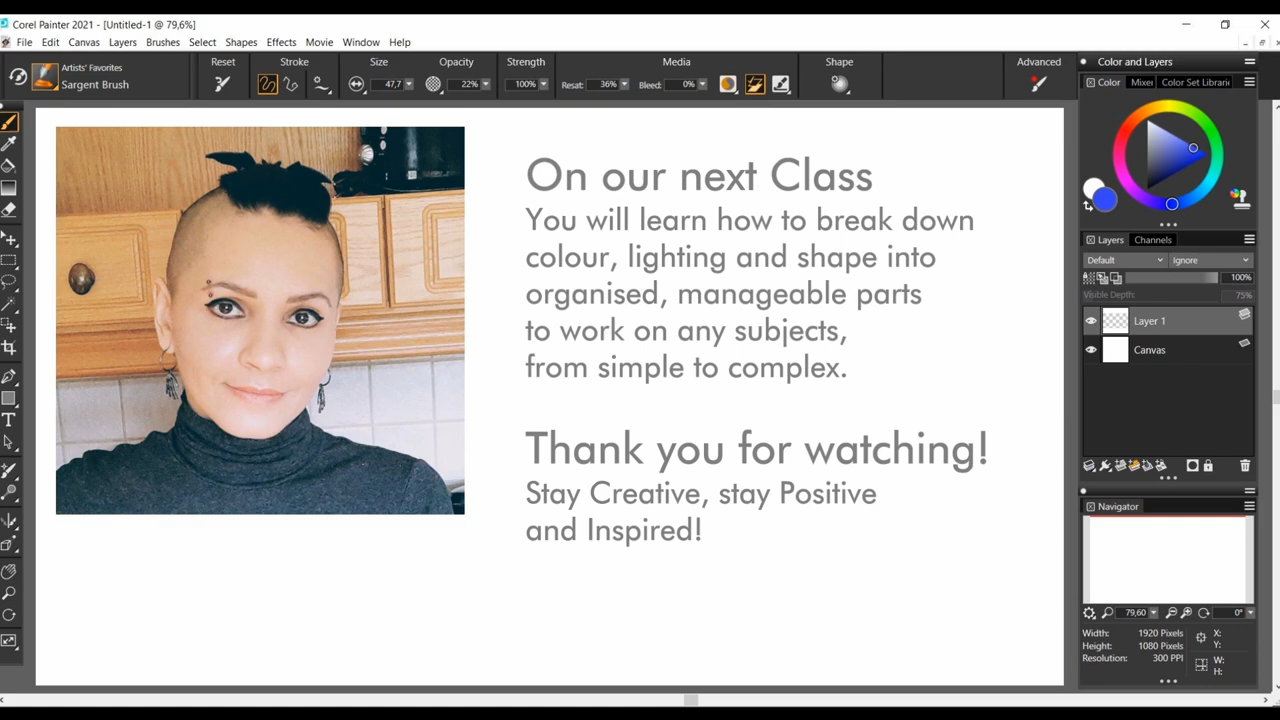 Corel Painter 2021 - [Untitled-1 @ 79,6%]
File Edit Canvas Layers Brushes Select Shapes Effects Movie Window Help
Artists' Favorites
Sargent Brush
Reset Stroke Size Opacity Strength Media Shape Advanced
47,7 22% 100% Resat: 36% Bleed: 0%
Color and Layers
Color Mixer Color Set Librarie
On our next Class
You will learn how to break down
colour, lighting and shape into
organised, manageable parts
to work on any subjects,
from simple to complex.
Thank you for watching!
Stay Creative, stay Positive
and Inspired!
Layers Channels
Default Ignore
100%
Visible Depth: 75%
Layer 1
Canvas
Navigator
79,60 0°
Width: 1920 Pixels X:
Height: 1080 Pixels Y:
Resolution: 300 PPI W:
H: